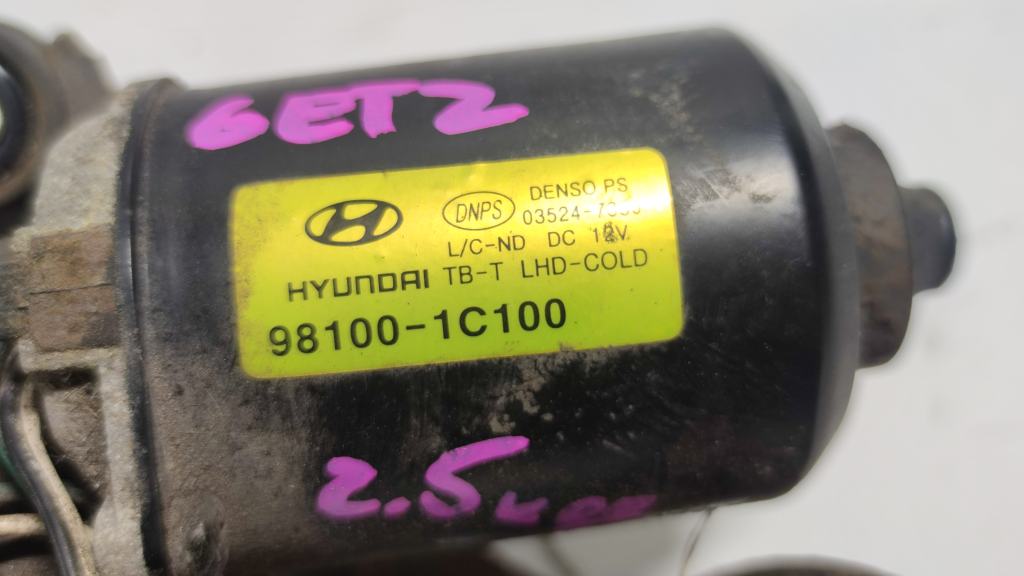 GETZ
DNPS
DENSO PS
L/C-ND DC 12V.
HYUNDAI TB-T LHD-COLD
98100-1C100
2.5